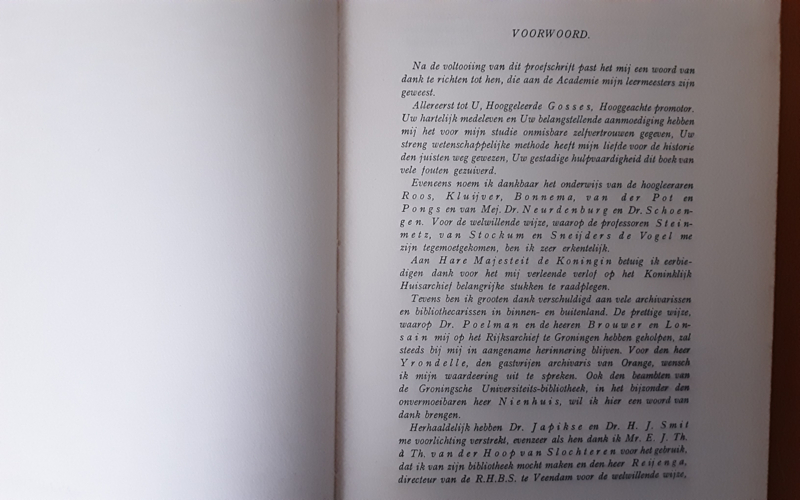 VOORWOORD.
Na de voltooiing van dit proefschrift past het mij een woord van
dank te richten tot hen, die aan de Academie mijn leermeesters zijn
geweest.
Allereerst tot U, Hooggeleerde Gosses, Hooggeachte promotor.
Uw hartelijk medeleven en Uw belangstellende aanmoediging hebben
mij het voor mijn studie onmisbare zelfvertrouwen gegeven, Uw
streng wetenschappelijke methode heeft mijn liefde voor de historie
den juisten weg gewezen, Uw gestadige hulpvaardigheid dit boek van
vele fouten gezuiverd.
Eveneens noem ik dankbaar het onderwijs van de hoogleeraren
Roos, Kluijver, Bonnema, van der Pot en
Pongs en van Mej. Dr. Neurdenburg en Dr. Schoen-
gen. Voor de welwillende wijze, waarop de professoren Stein-
metz, van Stockum en Sneijders de Vogel me
zijn tegemoetgekomen, ben ik zeer erkentelijk.
Aan Hare Majesteit de Koningin betuig ik eerbie-
digen dank voor het mij verleende verlof op het Koninklijk
Huisarchief belangrijke stukken te raadplegen.
Tevens ben ik grooten dank verschuldigd aan vele archivarissen
en bibliothecarissen in binnen- en buitenland. De prettige wijze,
waarop Dr. Poelman en de heeren Brouwer en Lon-
sain mij op het Rijksarchief te Groningen hebben geholpen, zal
steeds bij mij in aangename herinnering blijven. Voor den heer
Yrondelle, den gastvrijen archivaris van Orange, wensch
ik mijn waardeering uit te spreken. Ook den beambten van
de Groningsche Universiteits-bibliotheek, in het bijzonder den
onvermoeibaren heer Nienhuis, wil ik hier een woord van
dank brengen.
Herhaaldelijk hebben Dr. Japikse en Dr. H. J. Smit
me voorlichting verstrekt, evenzeer als hen dank ik Mr. E. J. Th.
à Th. van der Hoop van Slochteren voor het gebruik,
dat ik van zijn bibliotheek mocht maken en den heer Reijenga,
directeur van de R.H.B.S. te Veendam voor de welwillende wijze,